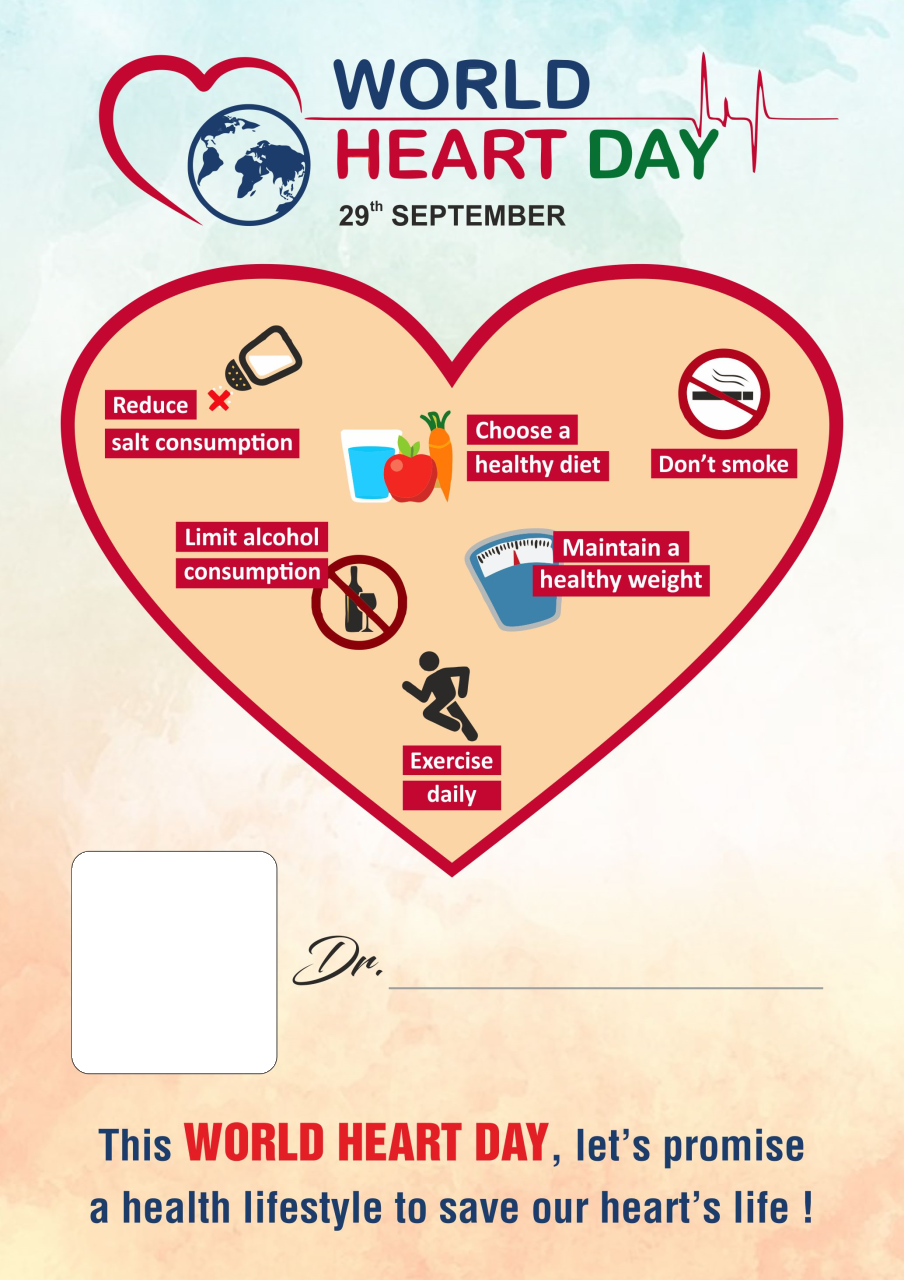 WORLD
HEART DAY
29th SEPTEMBER
Reduce
salt consumption
Choose a
healthy diet
Don't smoke
Limit alcohol
consumption
Maintain a
healthy weight
Exercise
daily
Dr.
This WORLD HEART DAY, let's promise
a health lifestyle to save our heart's life !